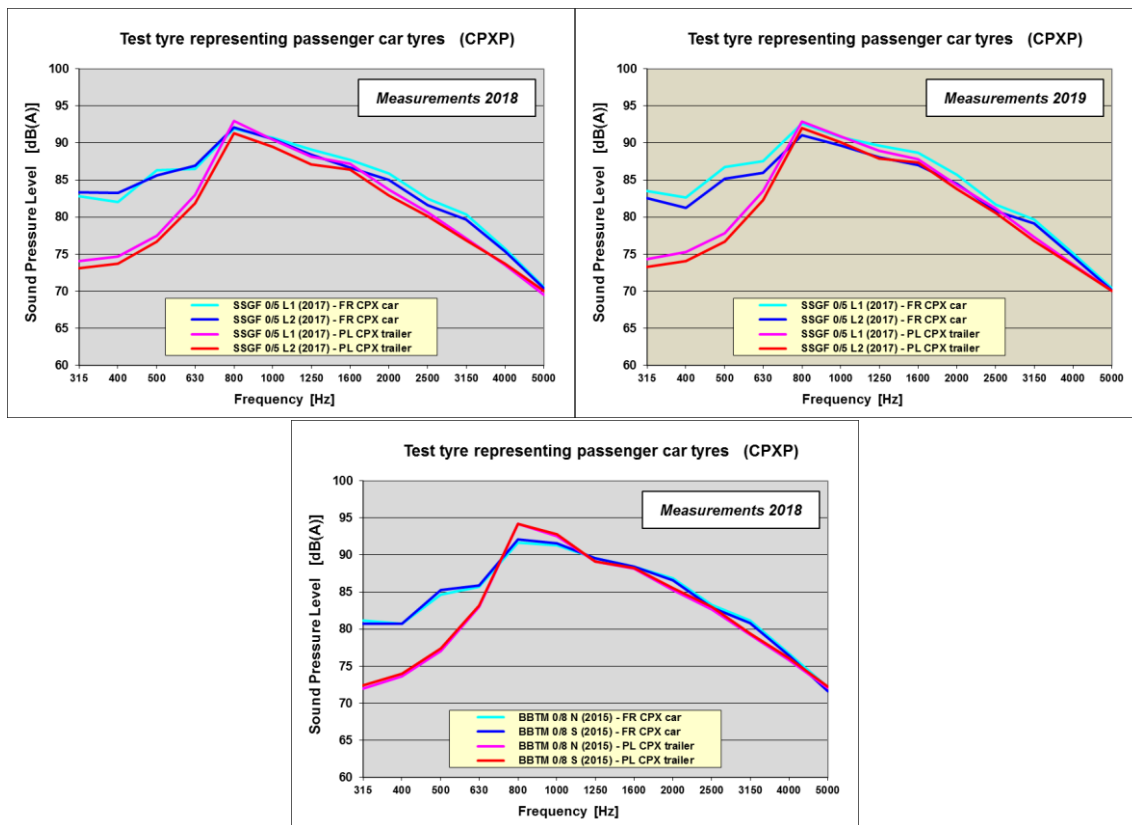 Test tyre representing passenger car tyres (CPXP)
Measurements 2018
Sound Pressure Level [dB(A)]
100
95
90
85
80
75
70
65
60
SSGF 0/5 L1 (2017) - FR CPX car
SSGF 0/5 L2 (2017) - FR CPX car
SSGF 0/5 L1 (2017) - PL CPX trailer
SSGF 0/5 L2 (2017) - PL CPX trailer
315 400 500 630 800 1000 1250 1600 2000 2500 3150 4000 5000
Frequency [Hz]
Test tyre representing passenger car tyres (CPXP)
Measurements 2019
Sound Pressure Level [dB(A)]
100
95
90
85
80
75
70
65
60
SSGF 0/5 L1 (2017) - FR CPX car
SSGF 0/5 L2 (2017) - FR CPX car
SSGF 0/5 L1 (2017) - PL CPX trailer
SSGF 0/5 L2 (2017) - PL CPX trailer
315 400 500 630 800 1000 1250 1600 2000 2500 3150 4000 5000
Frequency [Hz]
Test tyre representing passenger car tyres (CPXP)
Measurements 2018
Sound Pressure Level [dB(A)]
100
95
90
85
80
75
70
65
60
BBTM 0/8 N (2015) - FR CPX car
BBTM 0/8 S (2015) - FR CPX car
BBTM 0/8 N (2015) - PL CPX trailer
BBTM 0/8 S (2015) - PL CPX trailer
315 400 500 630 800 1000 1250 1600 2000 2500 3150 4000 5000
Frequency [Hz]